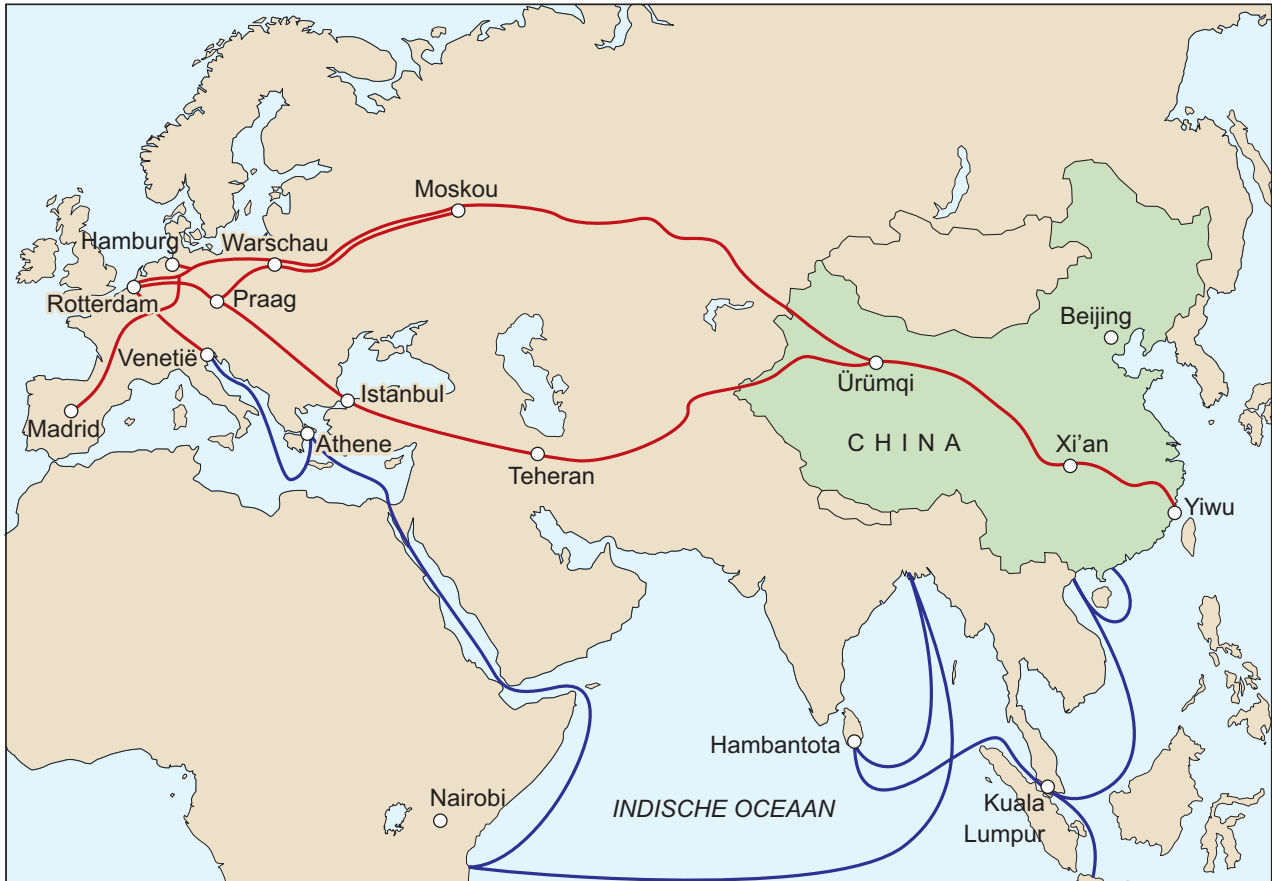 Moskou
Hamburg
Warschau
Rotterdam
Praag
Beijing
Venetië
Ürümqi
Istanbul
Madrid
Athene
CHINA
Xi'an
Teheran
Yiwu
Hambantota
Nairobi
INDISCHE OCEAAN
Kuala
Lumpur